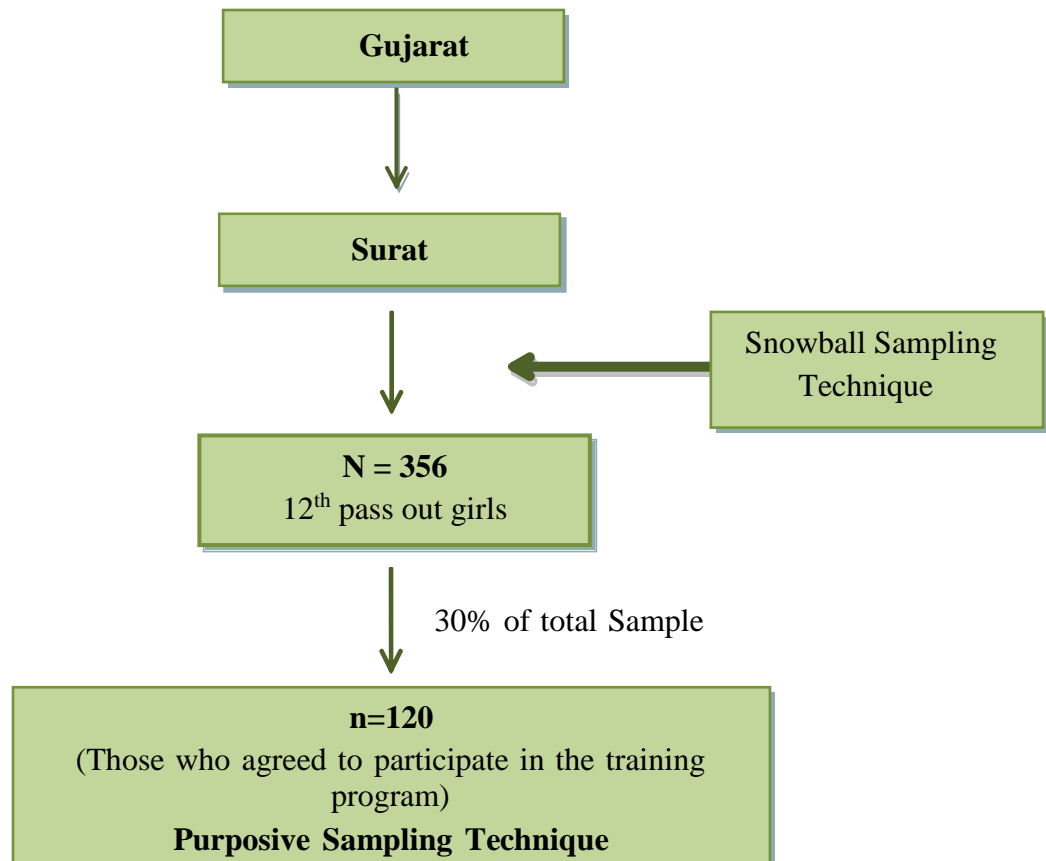 Gujarat
Surat
Snowball Sampling
Technique
N = 356
12th pass out girls
30% of total Sample
n=120
(Those who agreed to participate in the training
program)
Purposive Sampling Technique